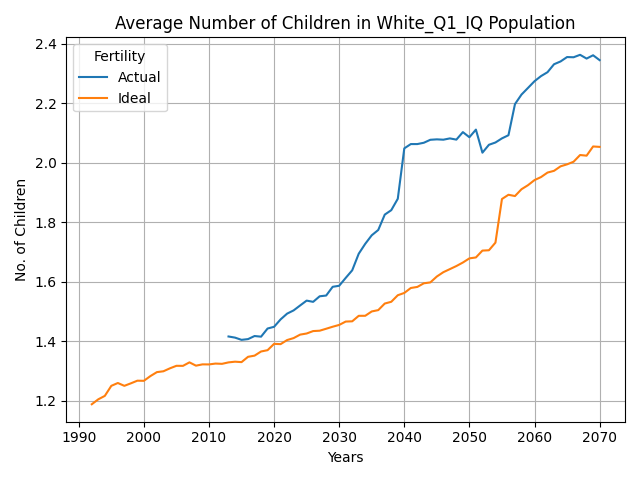 Average Number of Children in White_Q1_IQ Population
2.4
2.2
2.0
1.8
1.6
1.4
1.2
No. of Children
Fertility
Actual
Ideal
1990 2000 2010 2020 2030 2040 2050 2060 2070
Years